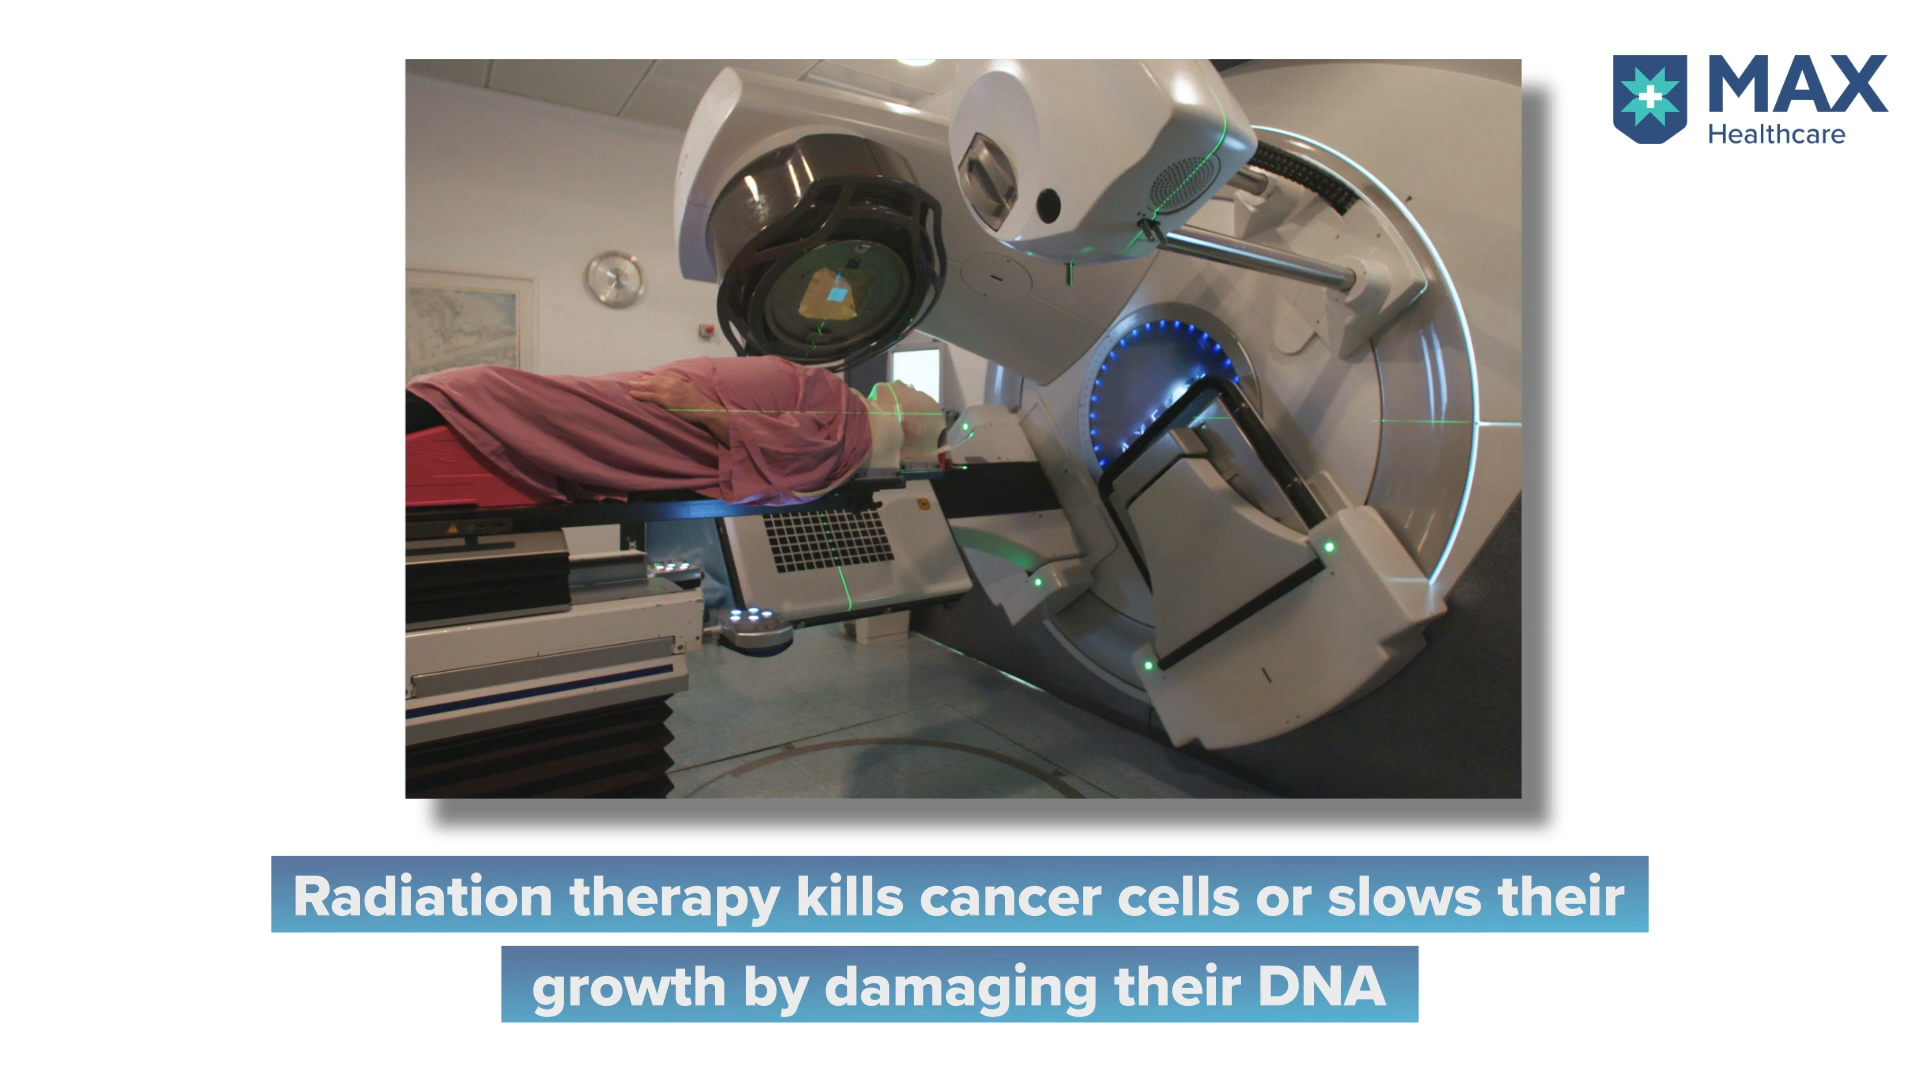 MAX
Healthcare
Radiation therapy kills cancer cells or slows their
growth by damaging their DNA